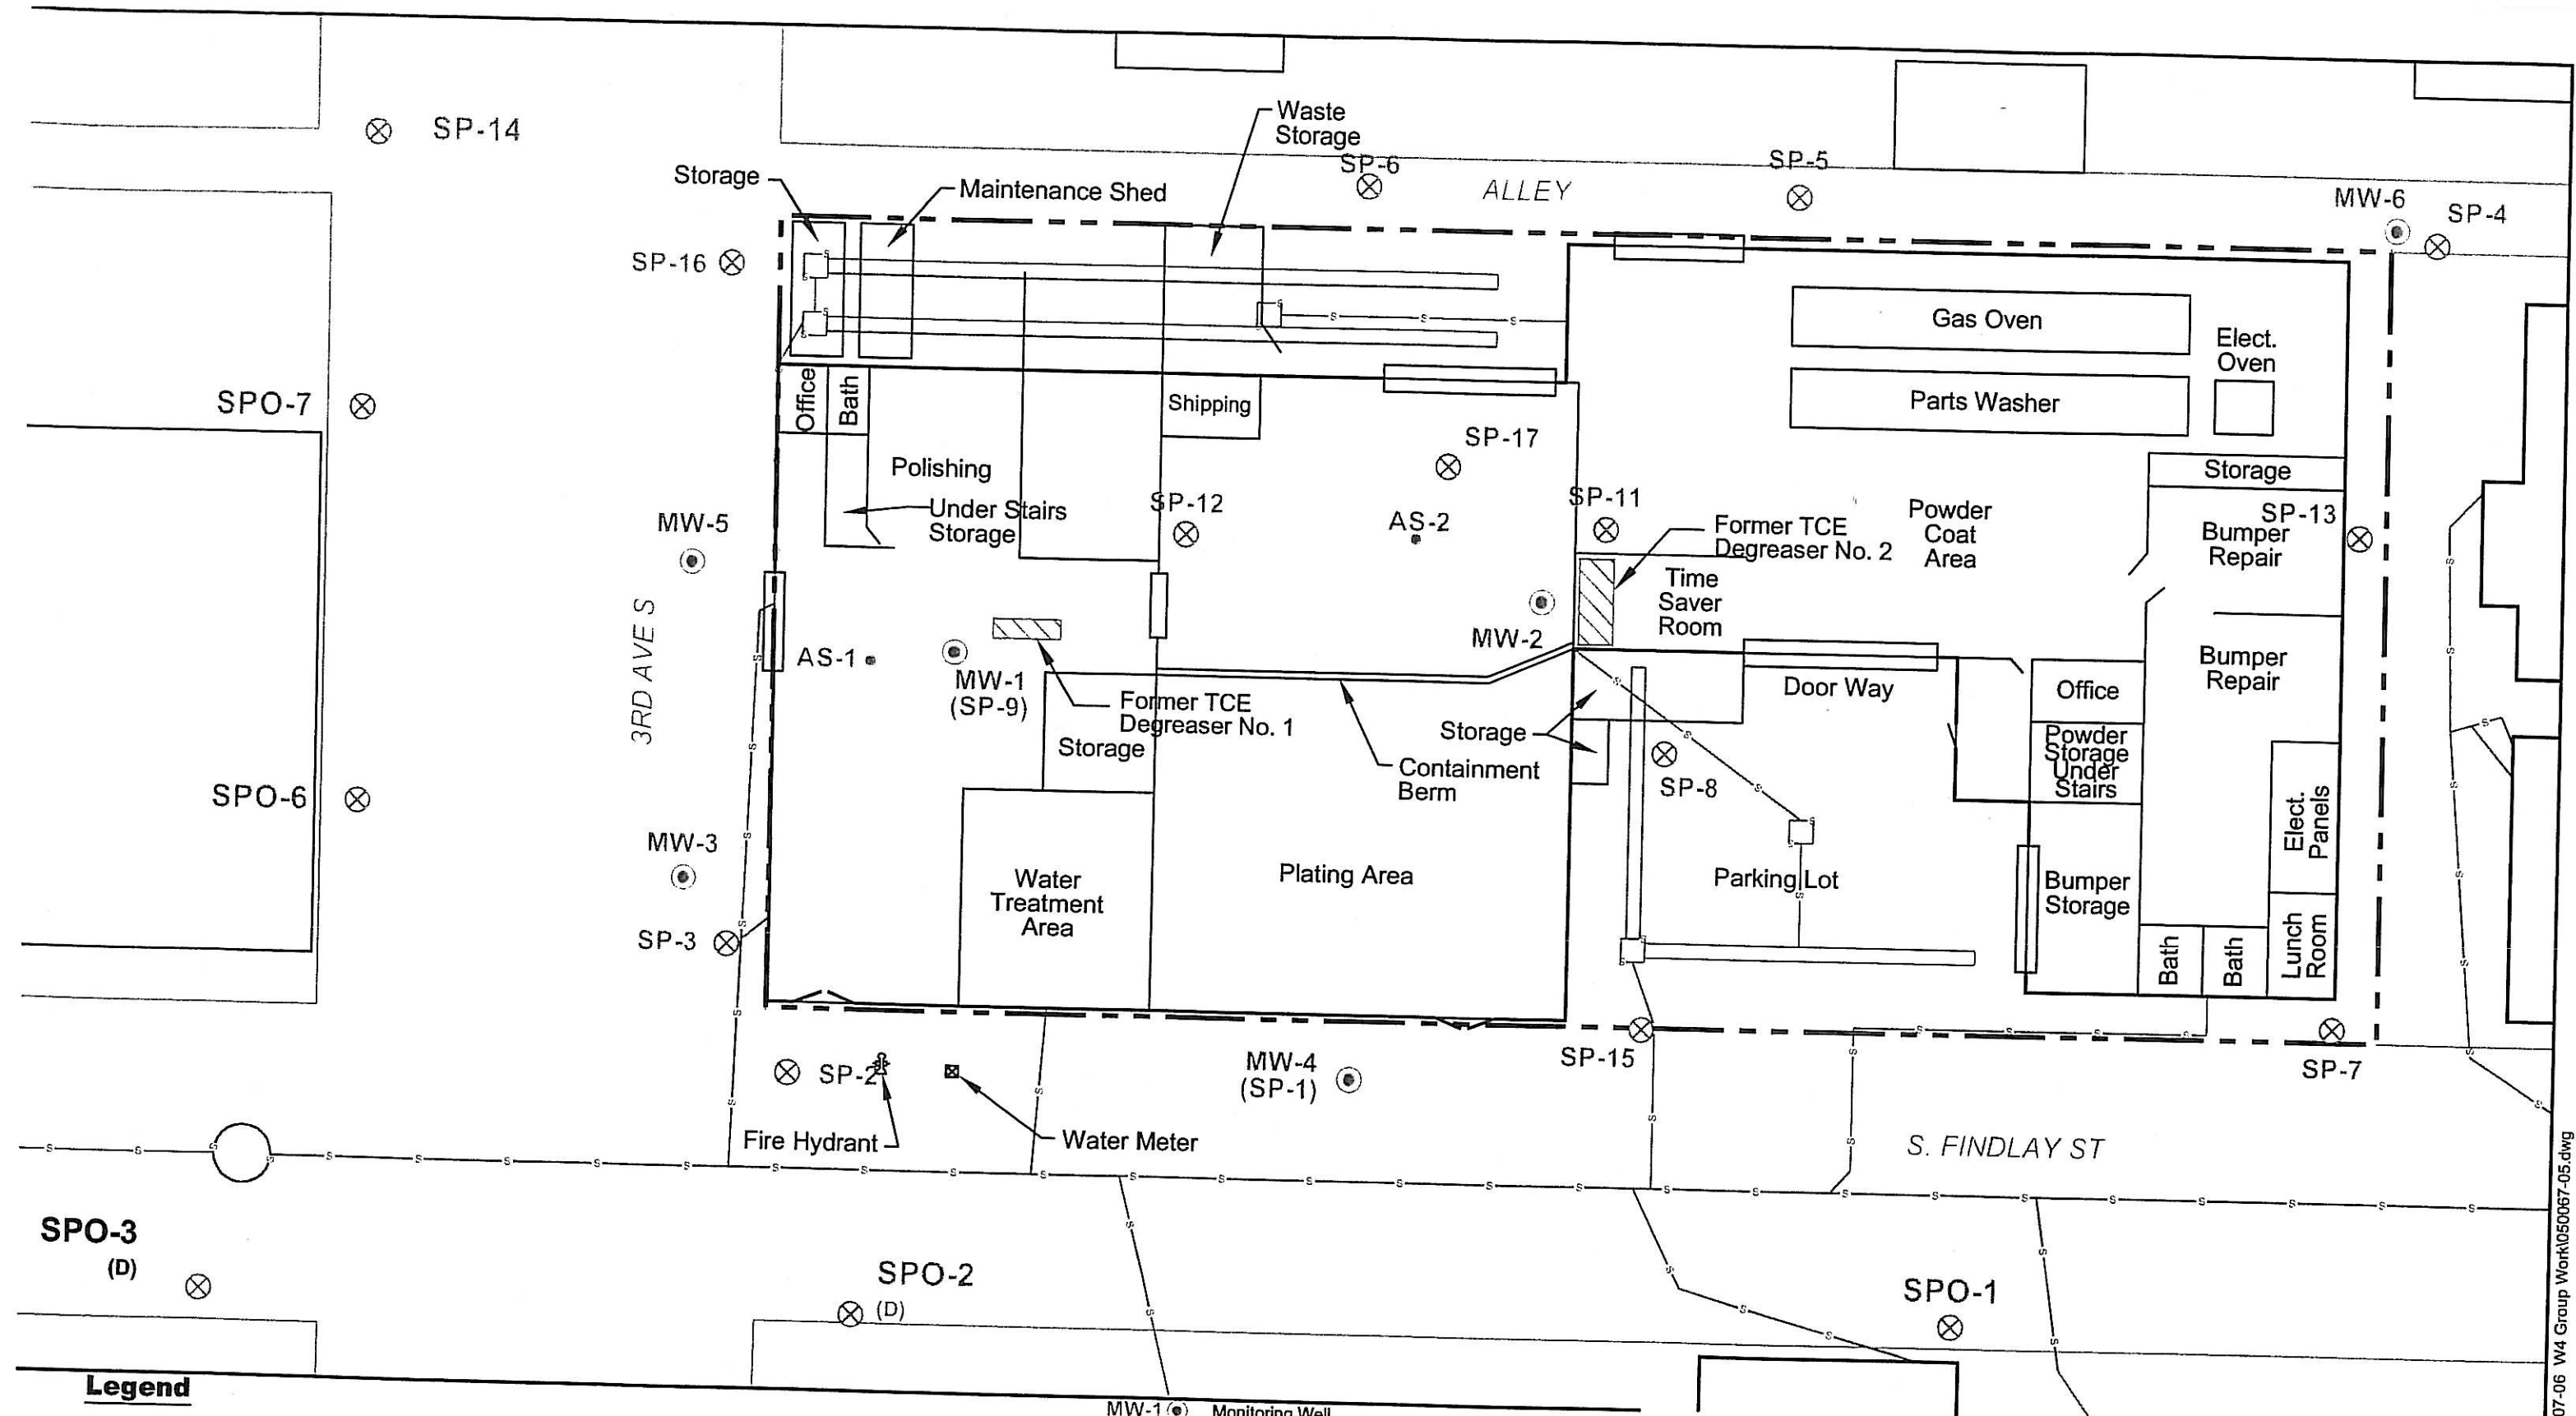 Waste
Storage
SP-14
SP-6
SP-5
ALLEY
Storage
Maintenance Shed
MW-6
SP-4
SP-16
Gas Oven
Elect.
Oven
SPO-7
Office
Bath
Shipping
Parts Washer
SP-17
Polishing
Storage
SP-12
SP-11
Under Stairs
Storage
MW-5
AS-2
Former TCE
Degreaser No. 2
Powder
Coat
Area
SP-13
Bumper
Repair
Time
Saver
Room
3RD AVE S
AS-1
MW-1
(SP-9)
MW-2
Bumper
Repair
Door Way
Office
Former TCE
Degreaser No. 1
Storage
Storage
Powder
Storage
Under
Stairs
Containment
Berm
SP-8
SPO-6
Elect.
Panels
MW-3
Water
Treatment
Area
Plating Area
Parking Lot
Bumper
Storage
SP-3
Bath
Bath
Lunch
Room
SP-2
MW-4
(SP-1)
SP-15
SP-7
Fire Hydrant
Water Meter
S. FINDLAY ST
SPO-3
(D)
SPO-2
(D)
SPO-1
Legend
MW-1 Monitoring Well
07-06 W4 Group Work\050067-05.dwg